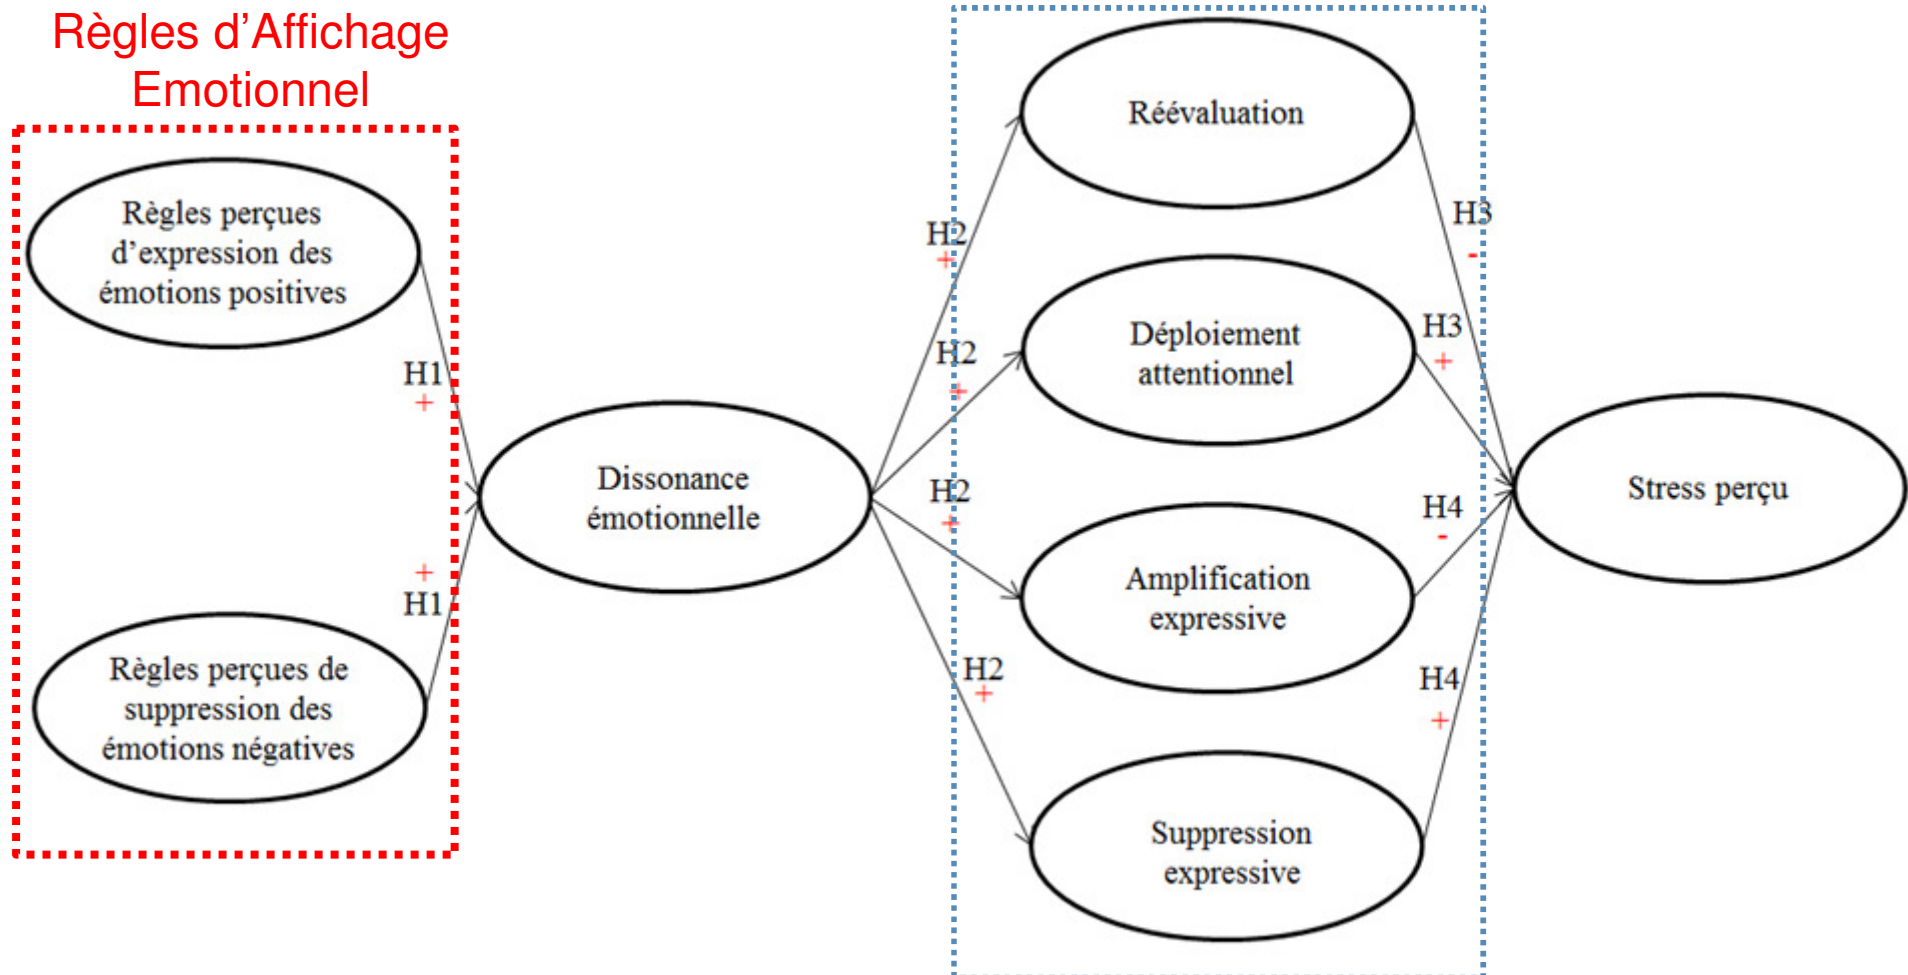 Règles d'Affichage
Emotionnel
Règles perçues
d'expression des
émotions positives
H1
+
+
H1
Règles perçues de
suppression des
émotions négatives
Dissonance
émotionnelle
H2
+
H2
+
H2
+
H2
+
Réévaluation
Déploiement
attentionnel
Amplification
expressive
Suppression
expressive
H3
-
H3
+
H4
-
H4
+
Stress perçu